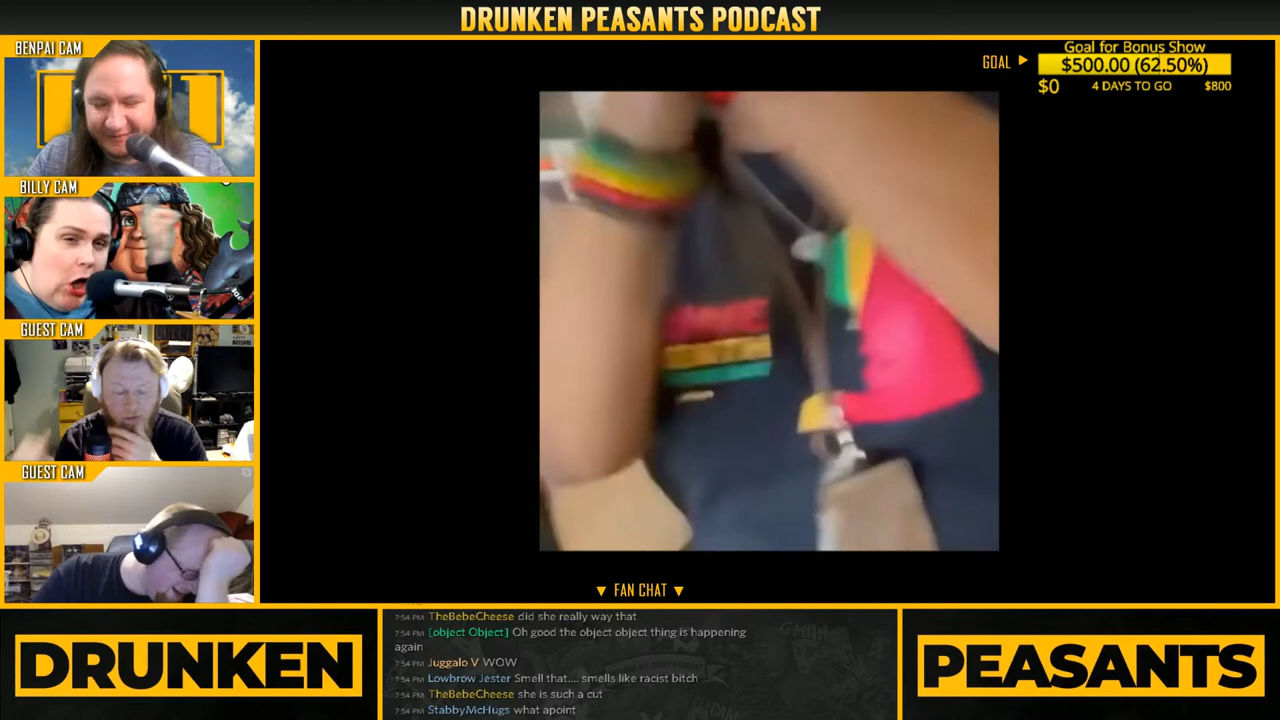 DRUNKEN PEASANTS PODCAST
BENPAI CAM
BILLY CAM
GUEST CAM
GUEST CAM
GOAL ▶
Goal for Bonus Show
$500.00 (62.50%)
$0 4 DAYS TO GO $800
▼ FAN CHAT ▼
7:54 PM TheBebeCheese did she really way that
7:54 PM [object Object] Oh good the object object thing is happening
again
7:54 PM Juggalo V WOW
7:54 PM Lowbrow Jester Smell that.... smells like racist bitch
7:54 PM TheBebeCheese she is such a cut
7:54 PM StabbyMcHugs what apoint
DRUNKEN
PEASANTS